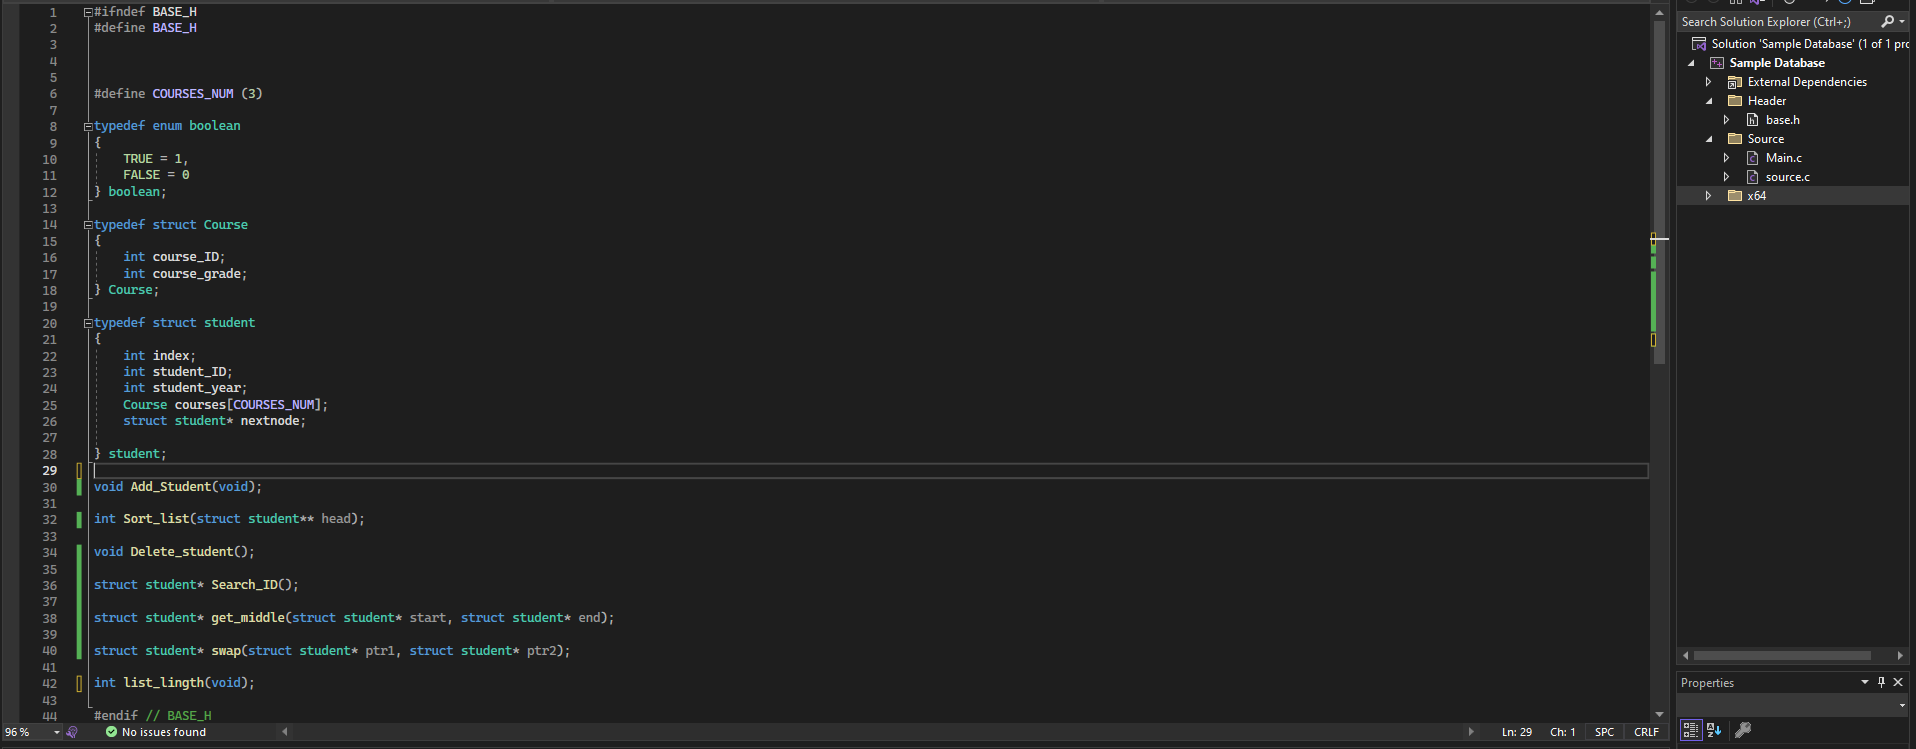 1 #ifndef BASE_H
2 #define BASE_H
3
4
5
6 #define COURSES_NUM (3)
7
8 typedef enum boolean
9 {
10 TRUE = 1,
11 FALSE = 0
12 } boolean;
13
14 typedef struct Course
15 {
16 int course_ID;
17 int course_grade;
18 } Course;
19
20 typedef struct student
21 {
22 int index;
23 int student_ID;
24 int student_year;
25 Course courses[COURSES_NUM];
26 struct student* nextnode;
27
28 } student;
29
30 void Add_Student(void);
31
32 int Sort_list(struct student** head);
33
34 void Delete_student();
35
36 struct student* Search_ID();
37
38 struct student* get_middle(struct student* start, struct student* end);
39
40 struct student* swap(struct student* ptr1, struct student* ptr2);
41
42 int list_lingth(void);
43
44 #endif // BASE_H
96 % No issues found Ln: 29 Ch: 1 SPC CRLF
Search Solution Explorer (Ctrl+;)
Solution 'Sample Database' (1 of 1 pro
Sample Database
External Dependencies
Header
base.h
Source
Main.c
source.c
x64
Properties